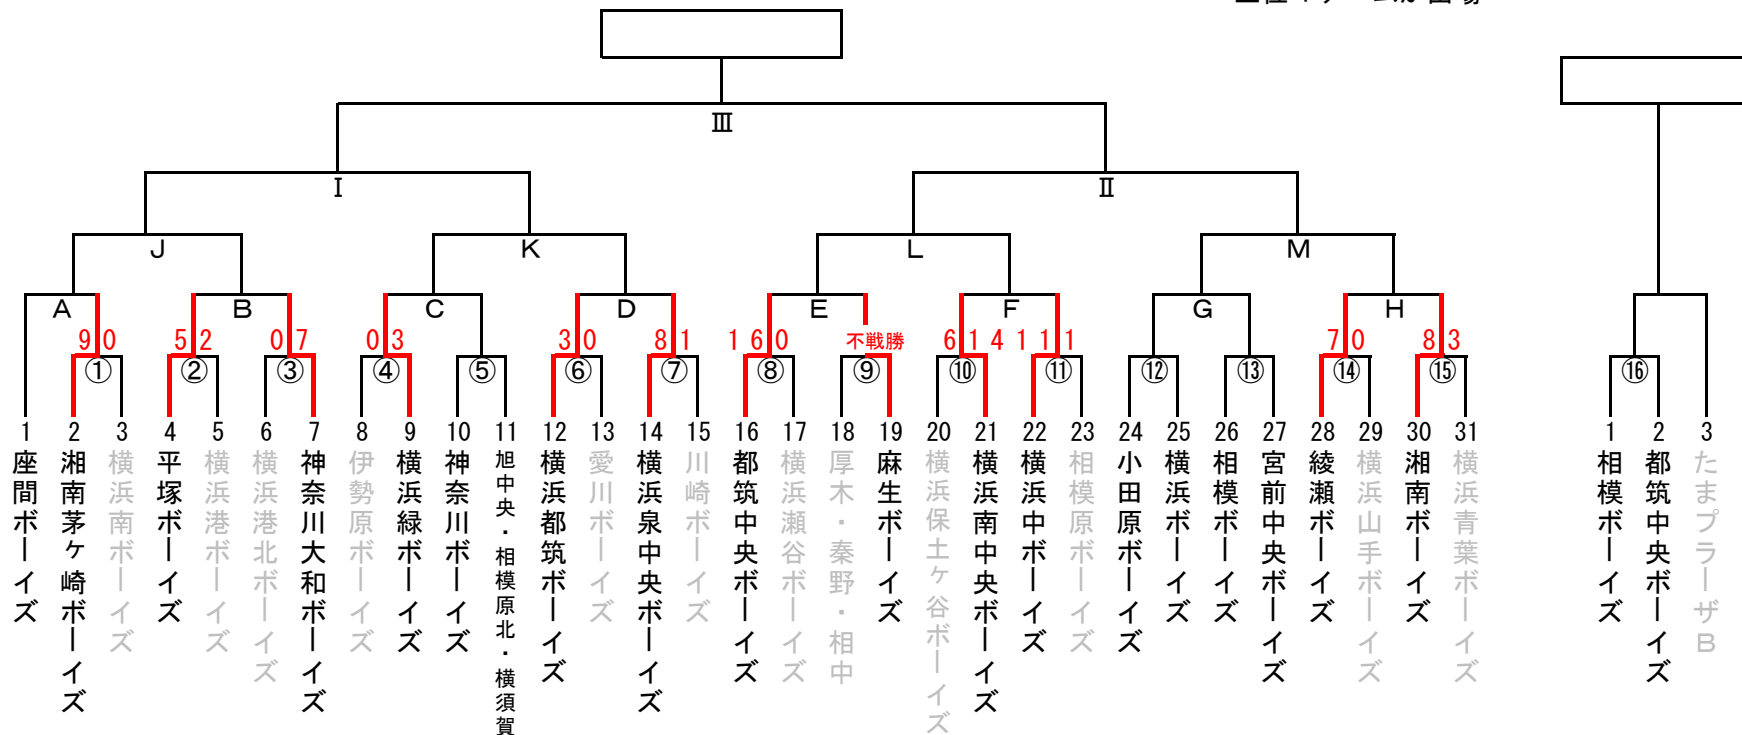 Ⅲ
Ⅰ Ⅱ
J K L M
A B C D E F G H
9 0 5 2 0 7 0 3 3 0 8 1 1 6 0 不戦勝 6 1 4 1 1 1 7 0 8 3
① ② ③ ④ ⑤ ⑥ ⑦ ⑧ ⑨ ⑩ ⑪ ⑫ ⑬ ⑭ ⑮ ⑯
1 座間ボーイズ
2 湘南茅ヶ崎ボーイズ
3 横浜南ボーイズ
4 平塚ボーイズ
5 横浜港ボーイズ
6 横浜港北ボーイズ
7 神奈川大和ボーイズ
8 伊勢原ボーイズ
9 横浜緑ボーイズ
10 神奈川ボーイズ
11 旭中央・相模原北・横須賀
12 横浜都筑ボーイズ
13 愛川ボーイズ
14 横浜泉中央ボーイズ
15 川崎ボーイズ
16 都筑中央ボーイズ
17 横浜瀬谷ボーイズ
18 厚木・秦野・相中
19 麻生ボーイズ
20 横浜保土ヶ谷ボーイズ
21 横浜南中央ボーイズ
22 横浜中ボーイズ
23 相模原ボーイズ
24 小田原ボーイズ
25 横浜ボーイズ
26 相模ボーイズ
27 宮前中央ボーイズ
28 綾瀬ボーイズ
29 横浜山手ボーイズ
30 湘南ボーイズ
31 横浜青葉ボーイズ
1 相模ボーイズ
2 都筑中央ボーイズ
3 たまプラーザB